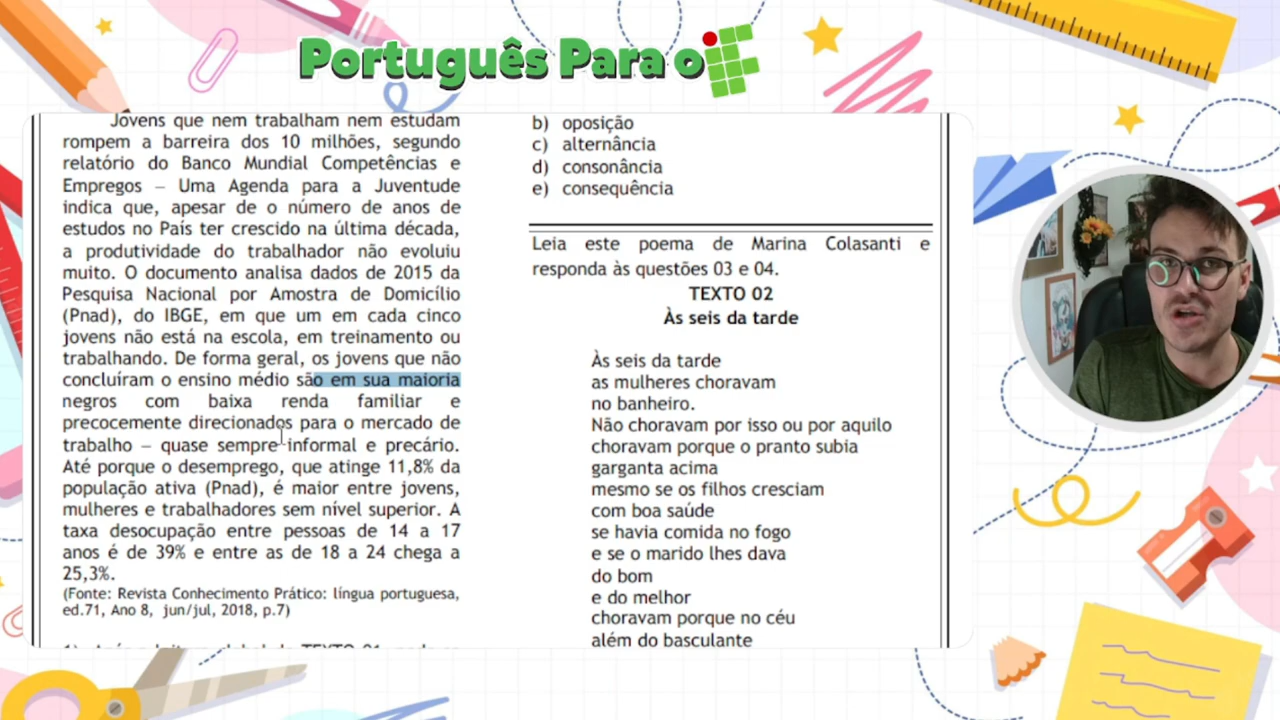 Português Para o IF
Jovens que nem trabalham nem estudam
rompem a barreira dos 10 milhões, segundo
relatório do Banco Mundial Competências e
Empregos – Uma Agenda para a Juventude
indica que, apesar de o número de anos de
estudos no País ter crescido na última década,
a produtividade do trabalhador não evoluiu
muito. O documento analisa dados de 2015 da
Pesquisa Nacional por Amostra de Domicílio
(Pnad), do IBGE, em que um em cada cinco
jovens não está na escola, em treinamento ou
trabalhando. De forma geral, os jovens que não
concluíram o ensino médio são em sua maioria
negros com baixa renda familiar e
precocemente direcionados para o mercado de
trabalho – quase sempre informal e precário.
Até porque o desemprego, que atinge 11,8% da
população ativa (Pnad), é maior entre jovens,
mulheres e trabalhadores sem nível superior. A
taxa desocupação entre pessoas de 14 a 17
anos é de 39% e entre as de 18 a 24 chega a
25,3%.
(Fonte: Revista Conhecimento Prático: língua portuguesa,
ed.71, Ano 8, jun/jul, 2018, p.7)
b) oposição
c) alternância
d) consonância
e) consequência
Leia este poema de Marina Colasanti e
responda às questões 03 e 04.
TEXTO 02
Às seis da tarde
Às seis da tarde
as mulheres choravam
no banheiro.
Não choravam por isso ou por aquilo
choravam porque o pranto subia
garganta acima
mesmo se os filhos cresciam
com boa saúde
se havia comida no fogo
e se o marido lhes dava
do bom
e do melhor
choravam porque no céu
além do basculante